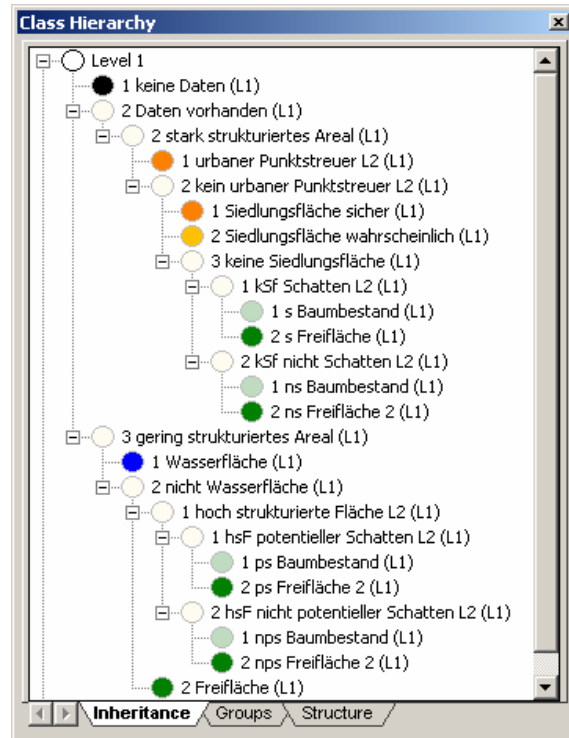 Class Hierarchy
Level 1
1 keine Daten (L1)
2 Daten vorhanden (L1)
2 stark strukturiertes Areal (L1)
1 urbaner Punktstreuer L2 (L1)
2 kein urbaner Punktstreuer L2 (L1)
1 Siedlungsfläche sicher (L1)
2 Siedlungsfläche wahrscheinlich (L1)
3 keine Siedlungsfläche (L1)
1 kSf Schatten L2 (L1)
1 s Baumbestand (L1)
2 s Freifläche (L1)
2 kSf nicht Schatten L2 (L1)
1 ns Baumbestand (L1)
2 ns Freifläche 2 (L1)
3 gering strukturiertes Areal (L1)
1 Wasserfläche (L1)
2 nicht Wasserfläche (L1)
1 hoch strukturierte Fläche L2 (L1)
1 hsF potentieller Schatten L2 (L1)
1 ps Baumbestand (L1)
2 ps Freifläche 2 (L1)
2 hsF nicht potentieller Schatten L2 (L1)
1 nps Baumbestand (L1)
2 nps Freifläche 2 (L1)
2 Freifläche (L1)
Inheritance Groups Structure